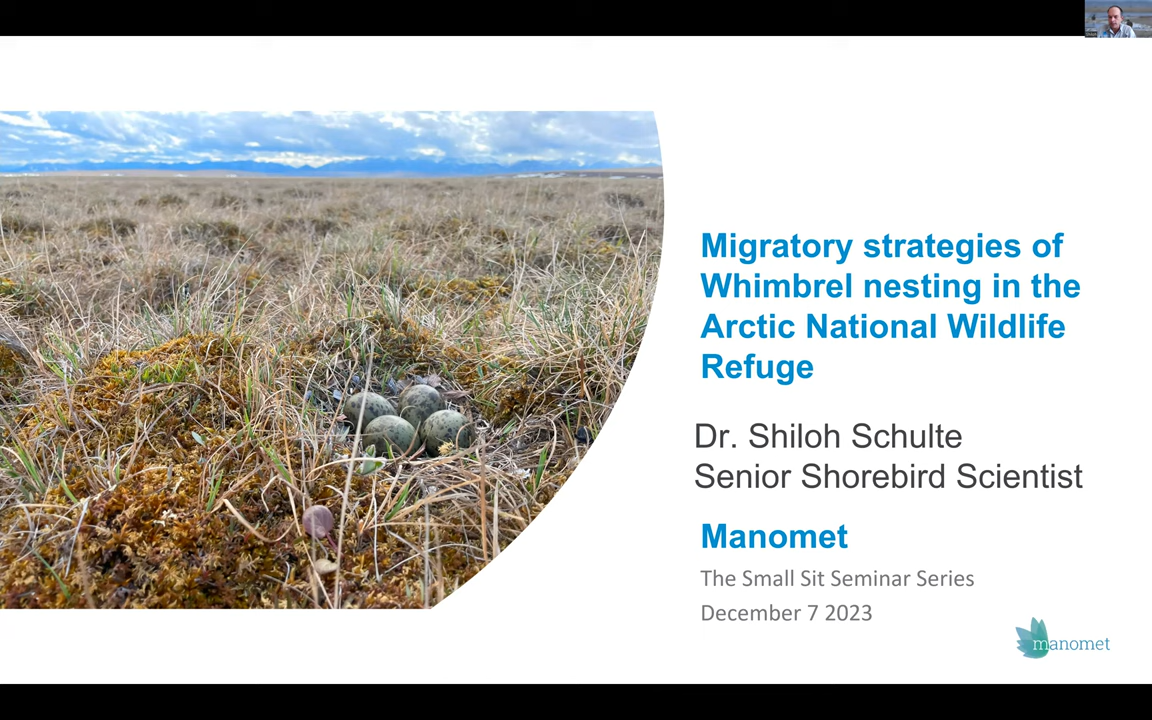 Migratory strategies of
Whimbrel nesting in the
Arctic National Wildlife
Refuge
Dr. Shiloh Schulte
Senior Shorebird Scientist
Manomet
The Small Sit Seminar Series
December 7 2023
manomet